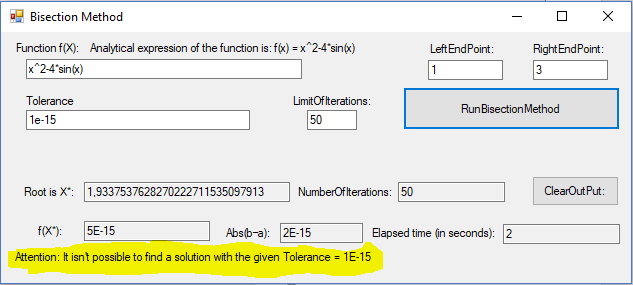 Bisection Method
Function f(X): Analytical expression of the function is: f(x) = x^2-4*sin(x)
LeftEndPoint: RightEndPoint:
x^2-4*sin(x)
1 3
Tolerance LimitOfIterations:
1e-15 50
RunBisectionMethod
Root is X*: 1,9337537628270222711535097913 NumberOfIterations: 50 ClearOutPut:
f(X*): 5E-15 Abs(b-a): 2E-15 Elapsed time (in seconds): 2
Attention: It isn't possible to find a solution with the given Tolerance = 1E-15